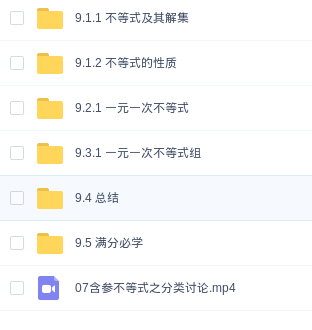 9.1.1 不等式及其解集
9.1.2 不等式的性质
9.2.1 一元一次不等式
9.3.1 一元一次不等式组
9.4 总结
9.5 满分必学
07含参不等式之分类讨论.mp4